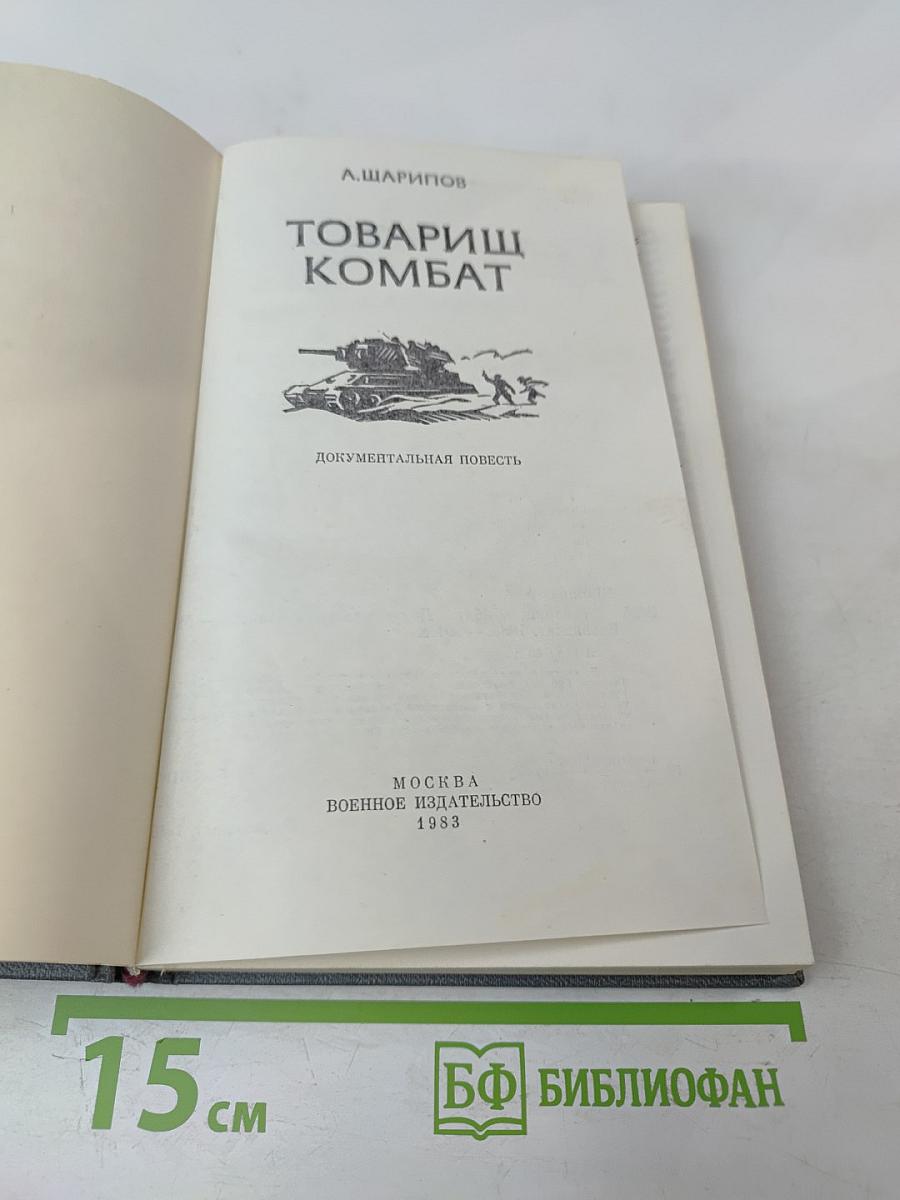 А.ШАРИПОВ
ТОВАРИЩ
КОМБАТ
ДОКУМЕНТАЛЬНАЯ ПОВЕСТЬ
МОСКВА
ВОЕННОЕ ИЗДАТЕЛЬСТВО
1983
15 см
БФ БИБЛИОФАН